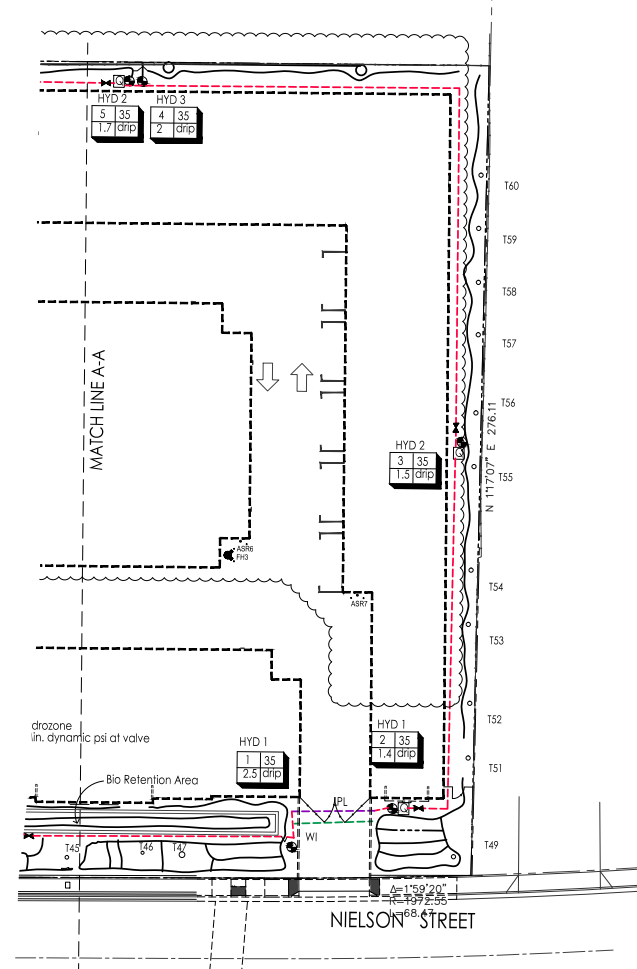 HYD 2
5 35
1.7 drip
HYD 3
4 35
2 drip
T60
T59
T58
T57
T56
MATCH LINE A-A
N 1°17'07" E 276.11
HYD 2
3 35
1.5 drip
Q
Q
T55
ASR6
FH3
T54
ASR7
T53
T52
drozone
in. dynamic psi at valve
HYD 1
1 35
2.5 drip
HYD 1
2 35
1.4 drip
T51
Bio Retention Area
IPL
Q
WI
T45
T46
T47
T49
Δ=1°59'20"
R=1972.55
L=68.47
NIELSON STREET